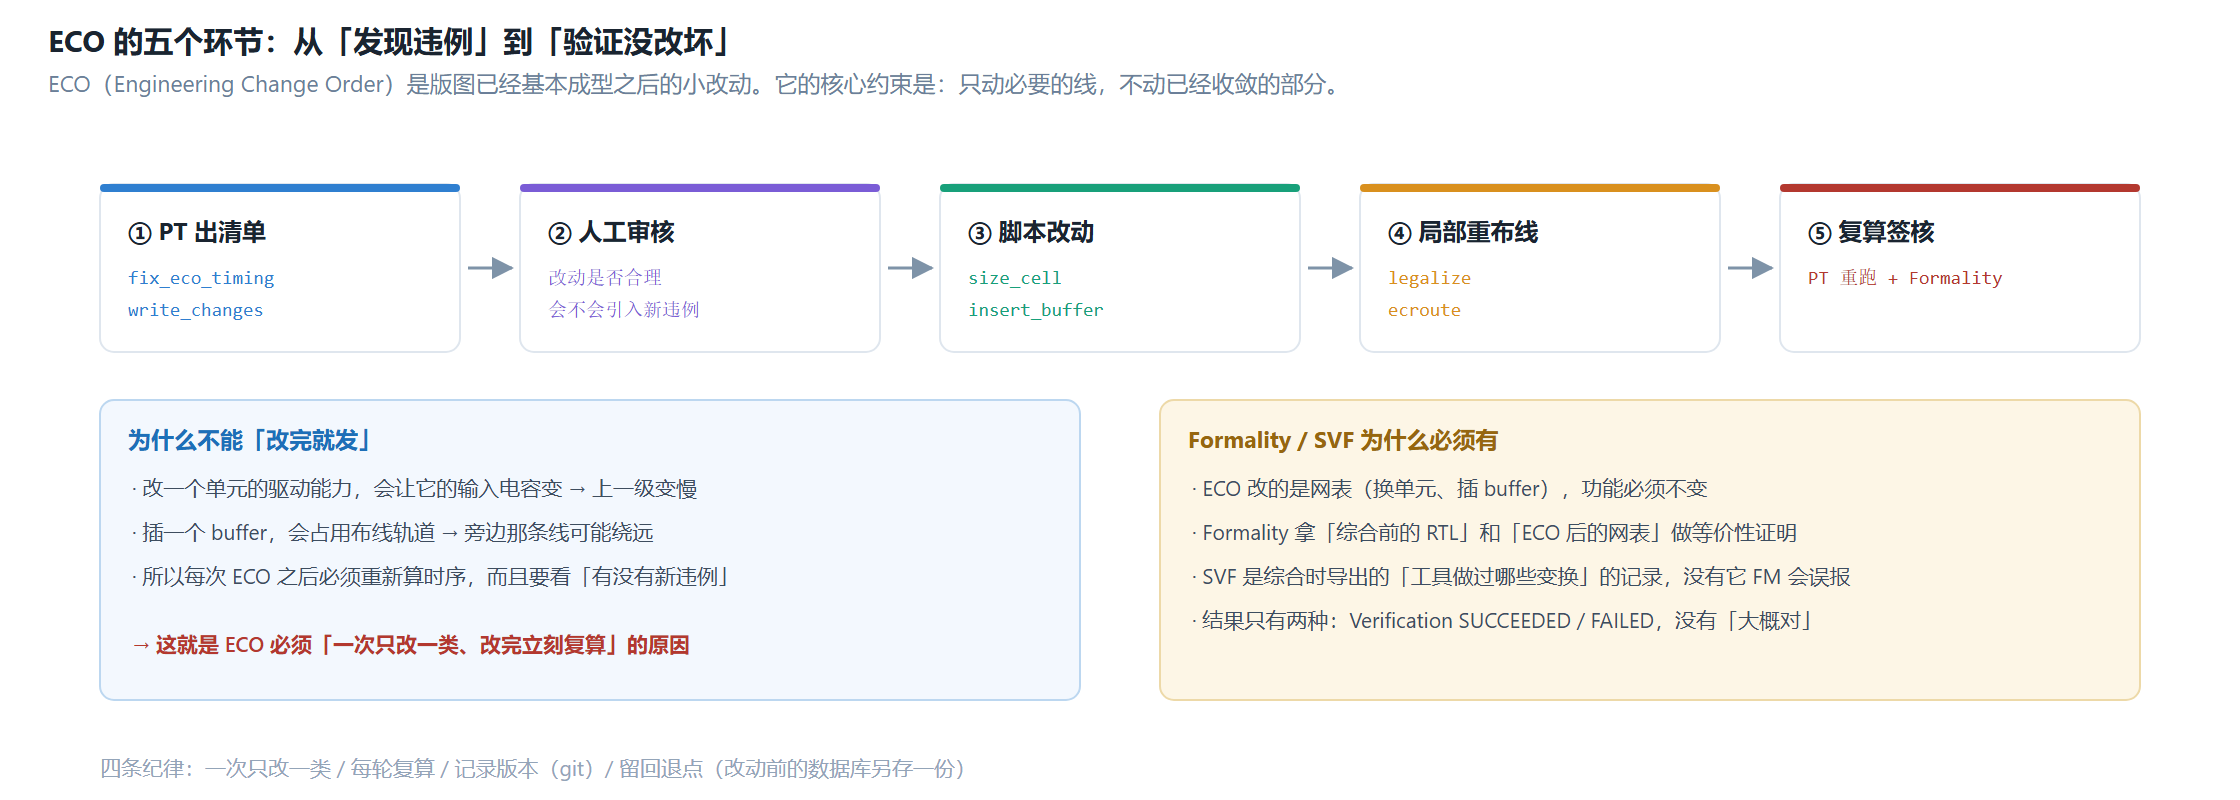 ECO 的五个环节：从「发现违例」到「验证没改坏」
ECO（Engineering Change Order）是版图已经基本成型之后的小改动。它的核心约束是：只动必要的线，不动已经收敛的部分。
① PT 出清单
fix_eco_timing
write_changes
② 人工审核
改动是否合理
会不会引入新违例
③ 脚本改动
size_cell
insert_buffer
④ 局部重布线
legalize
ecroute
⑤ 复算签核
PT 重跑 + Formality
为什么不能「改完就发」
· 改一个单元的驱动能力，会让它的输入电容变 → 上一级变慢
· 插一个 buffer，会占用布线轨道 → 旁边那条线可能绕远
· 所以每次 ECO 之后必须重新算时序，而且要看「有没有新违例」
→ 这就是 ECO 必须「一次只改一类、改完立刻复算」的原因
Formality / SVF 为什么必须有
· ECO 改的是网表（换单元、插 buffer），功能必须不变
· Formality 拿「综合前的 RTL」和「ECO 后的网表」做等价性证明
· SVF 是综合时导出的「工具做过哪些变换」的记录，没有它 FM 会误报
· 结果只有两种：Verification SUCCEEDED / FAILED，没有「大概对」
四条纪律：一次只改一类 / 每轮复算 / 记录版本（git）/ 留回退点（改动前的数据库另存一份）